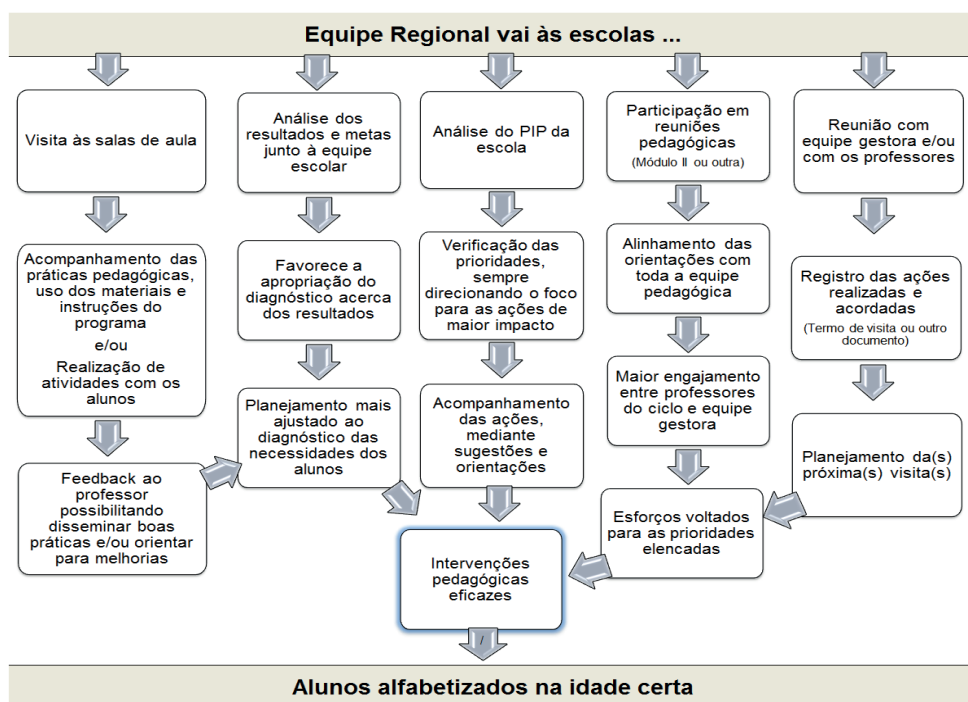 Equipe Regional vai às escolas ...
Visita às salas de aula
Acompanhamento das
práticas pedagógicas,
uso dos materiais e
instruções do
programa
e/ou
Realização de
atividades com os
alunos
Feedback ao
professor
possibilitando
disseminar boas
práticas e/ou orientar
para melhorias
Análise dos
resultados e metas
junto à equipe
escolar
Favorece a
apropriação do
diagnóstico acerca
dos resultados
Planejamento mais
ajustado ao
diagnóstico das
necessidades dos
alunos
Análise do PIP da
escola
Verificação das
prioridades,
sempre
direcionando o foco
para as ações de
maior impacto
Acompanhamento
das ações,
mediante
sugestões e
orientações
Participação em
reuniões
pedagógicas
(Módulo II ou outra)
Alinhamento das
orientações com
toda a equipe
pedagógica
Maior engajamento
entre professores
do ciclo e equipe
gestora
Esforços voltados
para as prioridades
elencadas
Reunião com
equipe gestora e/ou
com os professores
Registro das ações
realizadas e
acordadas
(Termo de visita ou outro
documento)
Planejamento da(s)
próxima(s) visita(s)
Intervenções
pedagógicas
eficazes
/
Alunos alfabetizados na idade certa